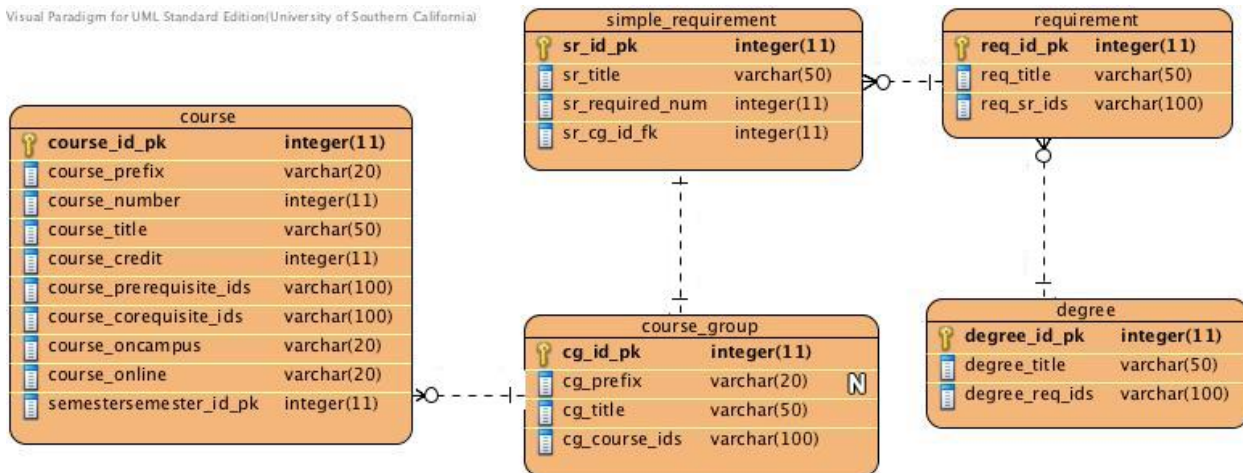 Visual Paradigm for UML Standard Edition(University of Southern California)
simple_requirement
sr_id_pk integer(11)
sr_title varchar(50)
sr_required_num integer(11)
sr_cg_id_fk integer(11)
requirement
req_id_pk integer(11)
req_title varchar(50)
req_sr_ids varchar(100)
course
course_id_pk integer(11)
course_prefix varchar(20)
course_number integer(11)
course_title varchar(50)
course_credit integer(11)
course_prerequisite_ids varchar(100)
course_corequisite_ids varchar(100)
course_oncampus varchar(20)
course_online varchar(20)
semestersemester_id_pk integer(11)
course_group
cg_id_pk integer(11)
cg_prefix varchar(20) N
cg_title varchar(50)
cg_course_ids varchar(100)
degree
degree_id_pk integer(11)
degree_title varchar(50)
degree_req_ids varchar(100)